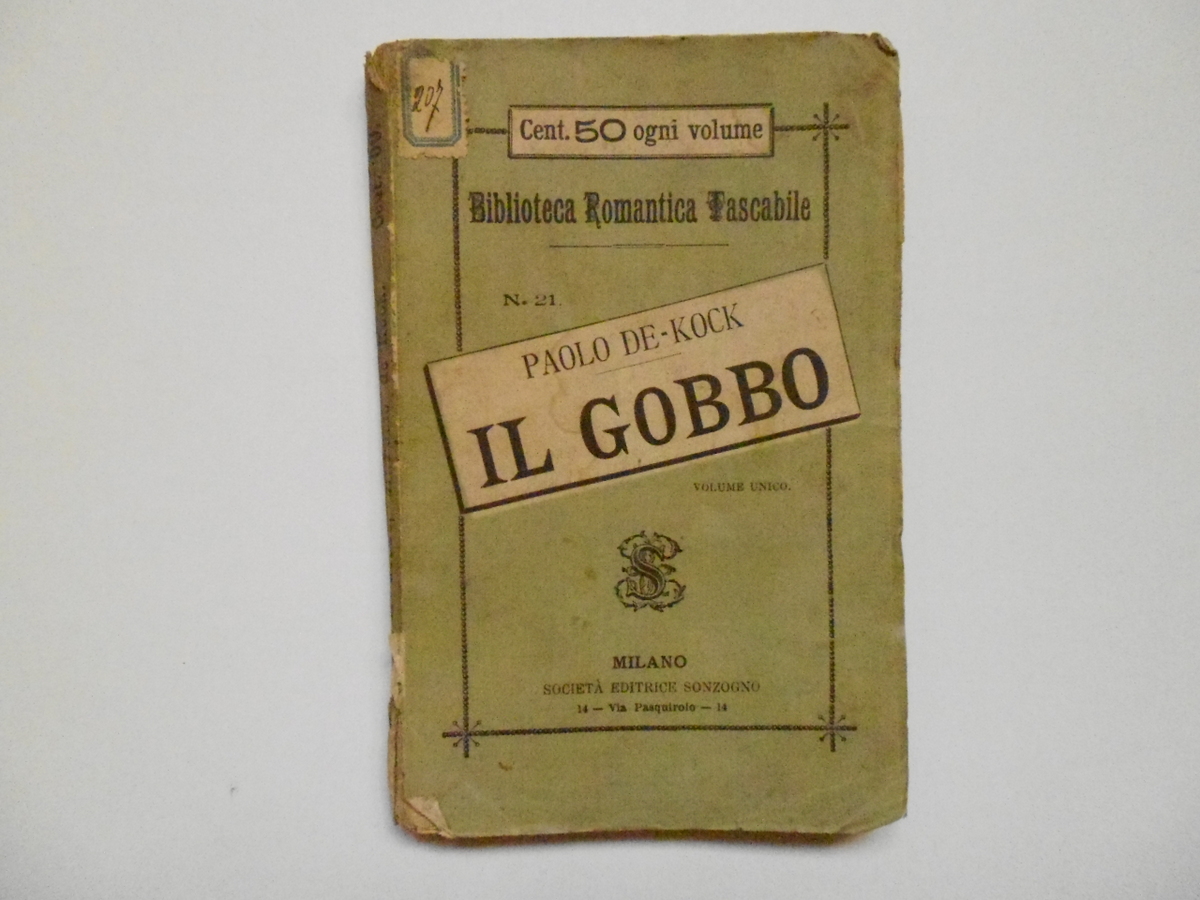 207
Cent. 50 ogni volume
Biblioteca Romantica Tascabile
N. 21.
PAOLO DE-KOCK
IL GOBBO
VOLUME UNICO.
MILANO
SOCIETÀ EDITRICE SONZOGNO
14 — Via Pasquirolo — 14